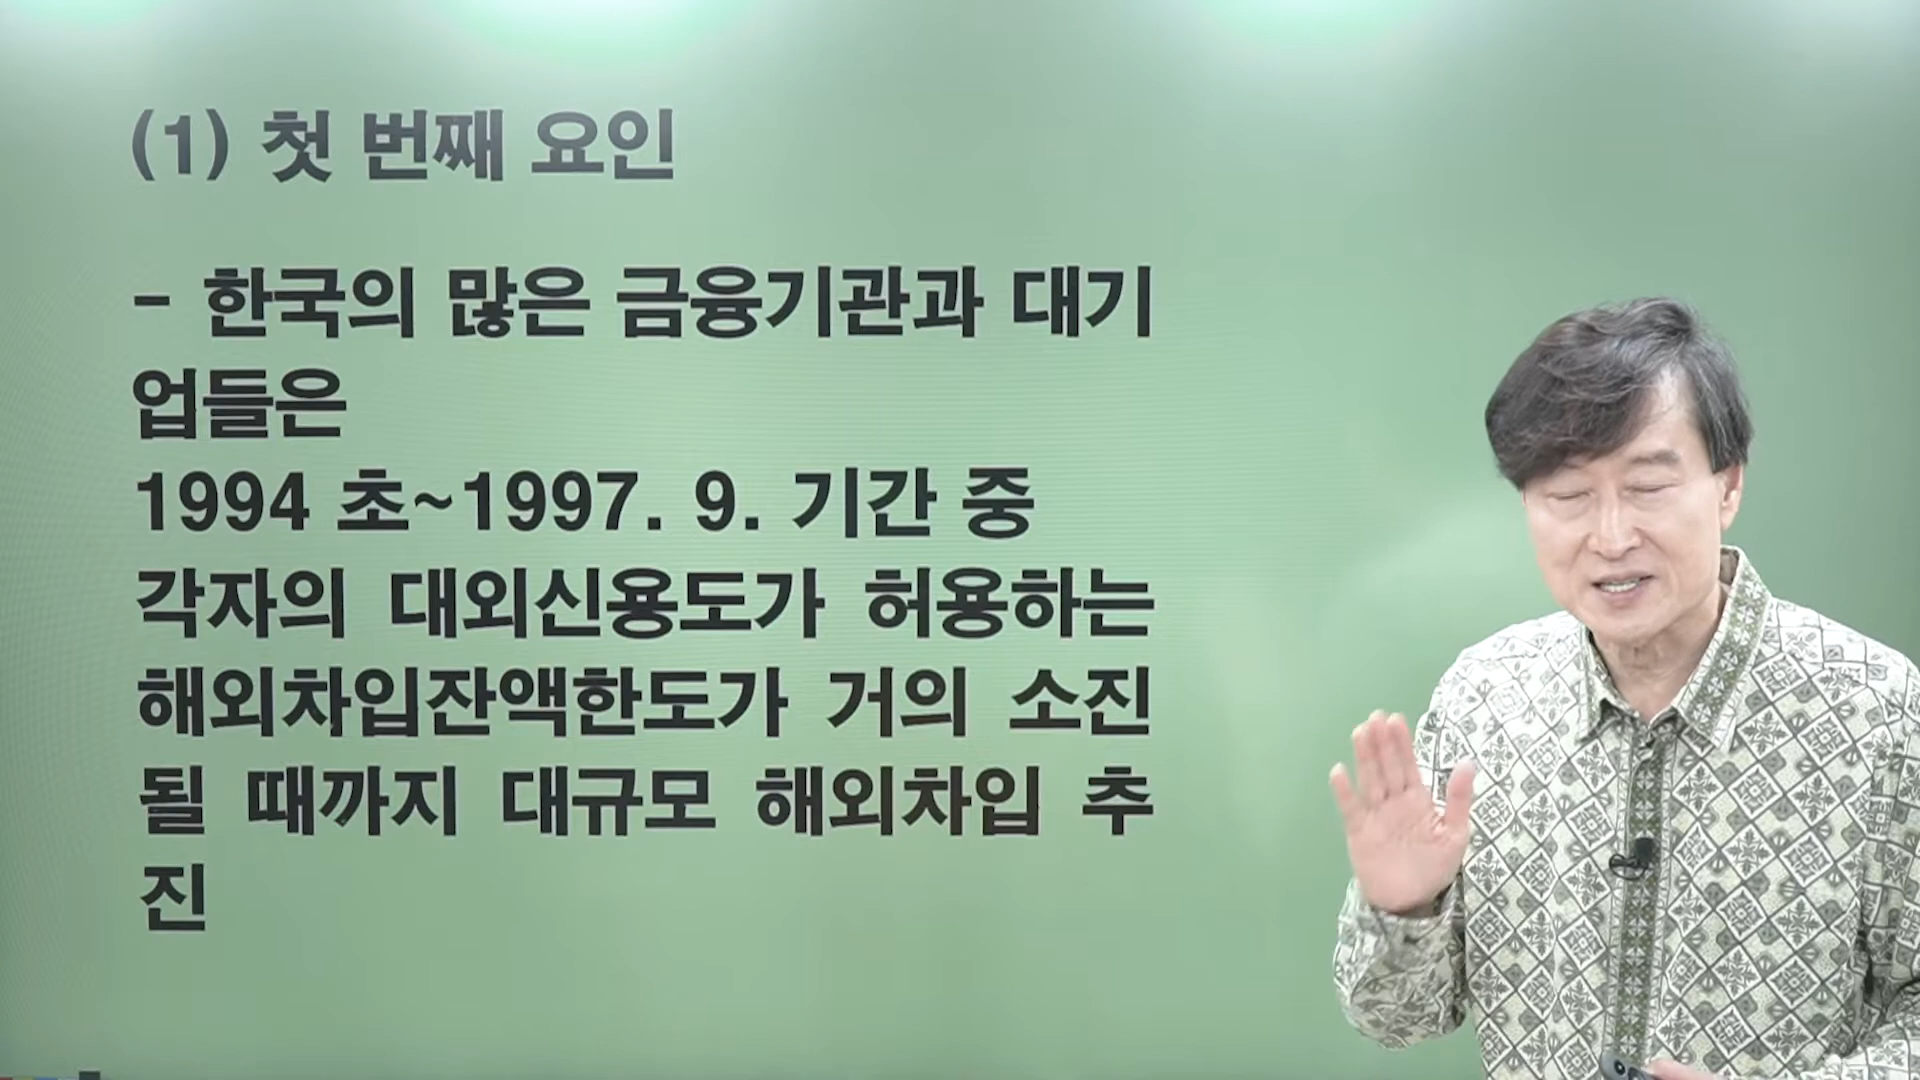 (1) 첫 번째 요인
- 한국의 많은 금융기관과 대기
업들은
1994 초~1997. 9. 기간 중
각자의 대외신용도가 허용하는
해외차입잔액한도가 거의 소진
될 때까지 대규모 해외차입 추
진